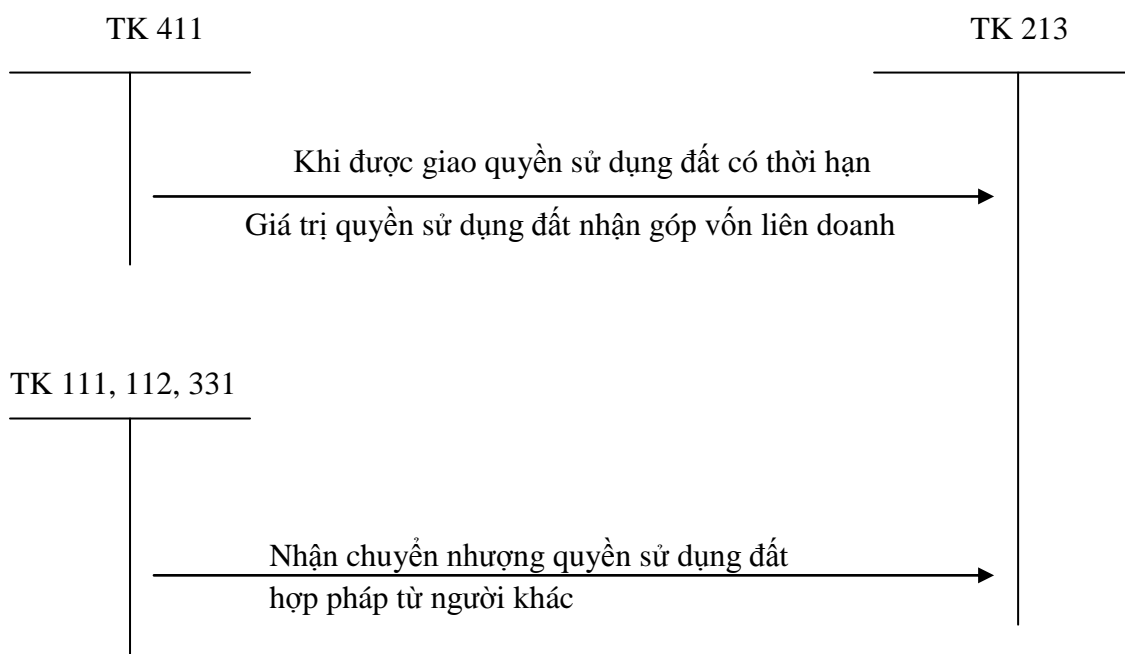 TK 411
TK 213
Khi được giao quyền sử dụng đất có thời hạn
Giá trị quyền sử dụng đất nhận góp vốn liên doanh
TK 111, 112, 331
Nhận chuyển nhượng quyền sử dụng đất
hợp pháp từ người khác